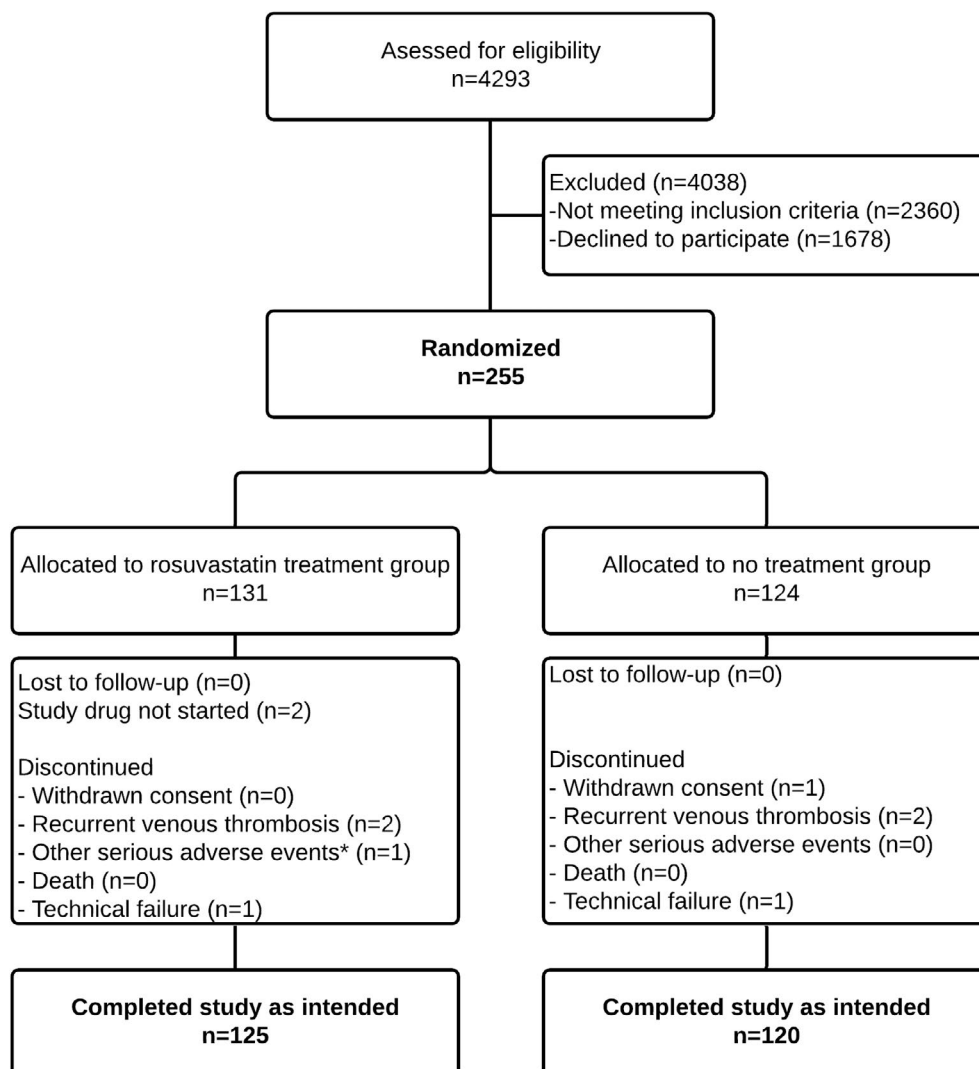 Asessed for eligibility
n=4293
Excluded (n=4038)
-Not meeting inclusion criteria (n=2360)
-Declined to participate (n=1678)
Randomized
n=255
Allocated to rosuvastatin treatment group
n=131
Allocated to no treatment group
n=124
Lost to follow-up (n=0)
Study drug not started (n=2)
Discontinued
- Withdrawn consent (n=0)
- Recurrent venous thrombosis (n=2)
- Other serious adverse events* (n=1)
- Death (n=0)
- Technical failure (n=1)
Lost to follow-up (n=0)
Discontinued
- Withdrawn consent (n=1)
- Recurrent venous thrombosis (n=2)
- Other serious adverse events (n=0)
- Death (n=0)
- Technical failure (n=1)
Completed study as intended
n=125
Completed study as intended
n=120